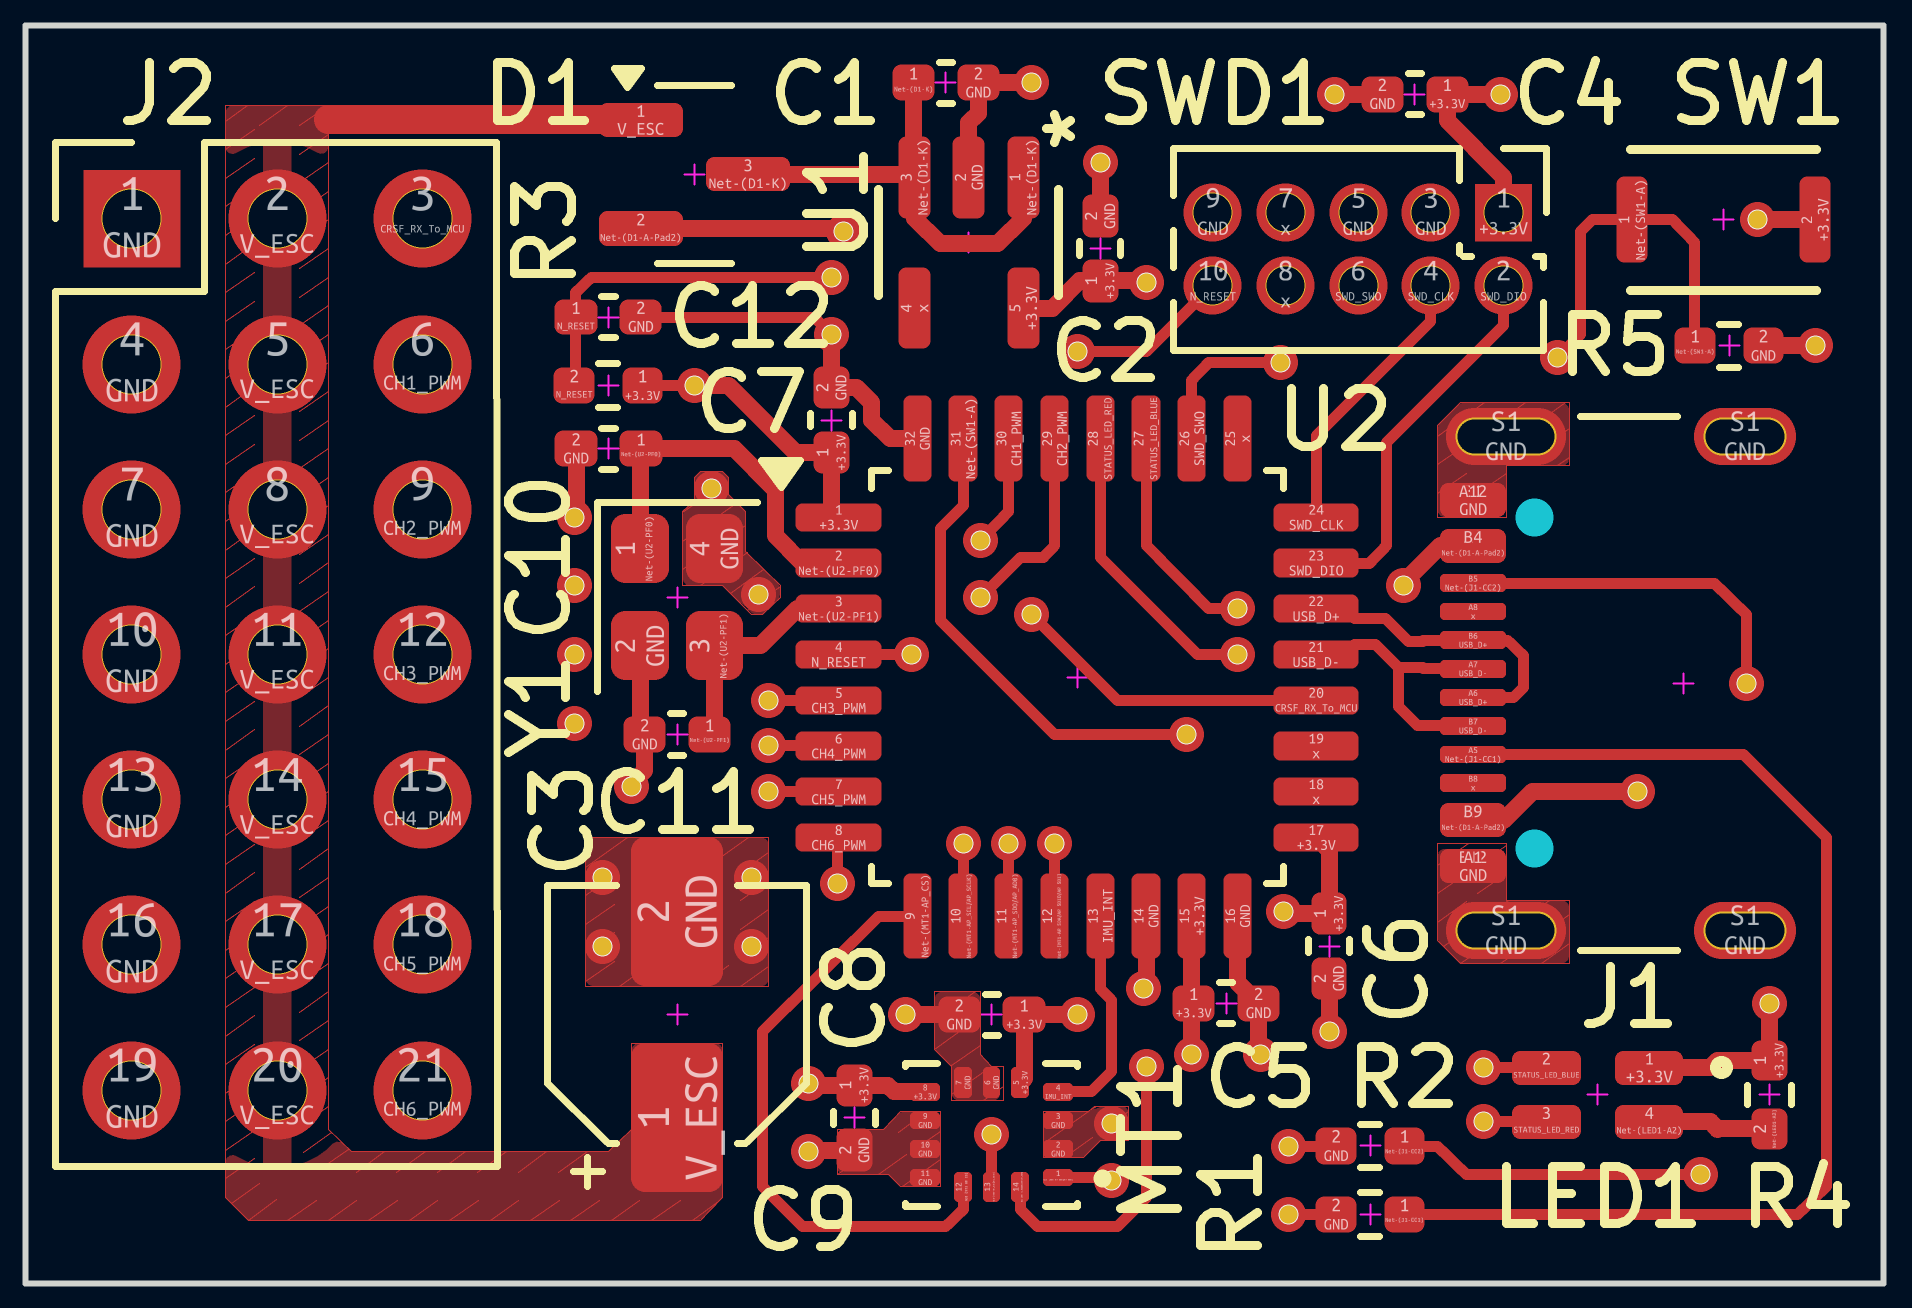 J2
D1
C1
SWD1
C4
SW1
1
V_ESC
1
Net-(D1-K)
2
GND
2
GND
1
+3.3V
*
3
Net-(D1-K)
3
Net-(D1-K)
2
GND
1
Net-(D1-K)
U1
R3
2
Net-(D1-A-Pad2)
4
x
5
+3.3V
2
GND
1
+3.3V
C2
9
GND
7
x
5
GND
3
GND
1
+3.3V
10
N_RESET
8
x
6
SWD_SWO
4
SWD_CLK
2
SWD_DIO
1
Net-(SW1-A)
2
+3.3V
R5
1
Net-(SW1-A)
2
GND
1
GND
2
V_ESC
3
CRSF_RX_To_MCU
4
GND
5
V_ESC
6
CH1_PWM
7
GND
8
V_ESC
9
CH2_PWM
10
GND
11
V_ESC
12
CH3_PWM
13
GND
14
V_ESC
15
CH4_PWM
16
GND
17
V_ESC
18
CH5_PWM
19
GND
20
V_ESC
21
CH6_PWM
1
N_RESET
2
GND
C12
2
N_RESET
1
+3.3V
C7
2
GND
1
+3.3V
2
GND
1
Net-(U2-PF0)
C10
Y1
1
Net-(U2-PF0)
4
GND
2
GND
3
Net-(U2-PF1)
2
GND
1
Net-(U2-PF1)
C3
C11
2
GND
1
V_ESC
+
U2
32
GND
31
Net-(SW1-A)
30
CH1_PWM
29
CH2_PWM
28
STATUS_LED_RED
27
STATUS_LED_BLUE
26
SWD_SWO
25
x
1
+3.3V
2
Net-(U2-PF0)
3
Net-(U2-PF1)
4
N_RESET
5
CH3_PWM
6
CH4_PWM
7
CH5_PWM
8
CH6_PWM
24
SWD_CLK
23
SWD_DIO
22
USB_D+
21
USB_D-
20
CRSF_RX_To_MCU
19
x
18
x
17
+3.3V
9
Net-(MT1-AP_CS)
10
11
12
13
IMU_INT
14
GND
15
+3.3V
16
GND
S1
GND
S1
GND
GND
B4
Net-(D1-A-Pad2)
B5
Net-(J1-CC2)
A8
x
B6
USB_D+
A7
USB_D-
A6
USB_D+
B7
USB_D-
A5
Net-(J1-CC1)
B8
x
B9
Net-(D1-A-Pad2)
GND
S1
GND
S1
GND
J1
C6
1
+3.3V
2
GND
1
+3.3V
2
GND
C5
C8
2
GND
1
+3.3V
1
+3.3V
2
GND
C9
8
+3.3V
7
GND
6
GND
5
+3.3V
4
IMU_INT
9
GND
10
GND
11
GND
3
GND
2
GND
1
12
13
14
MT1
R2
2
GND
1
Net-(J1-CC2)
R1
2
GND
1
Net-(J1-CC1)
2
STATUS_LED_BLUE
1
+3.3V
3
STATUS_LED_RED
4
Net-(LED1-A2)
LED1
1
+3.3V
2
Net-(LED1-A2)
R4